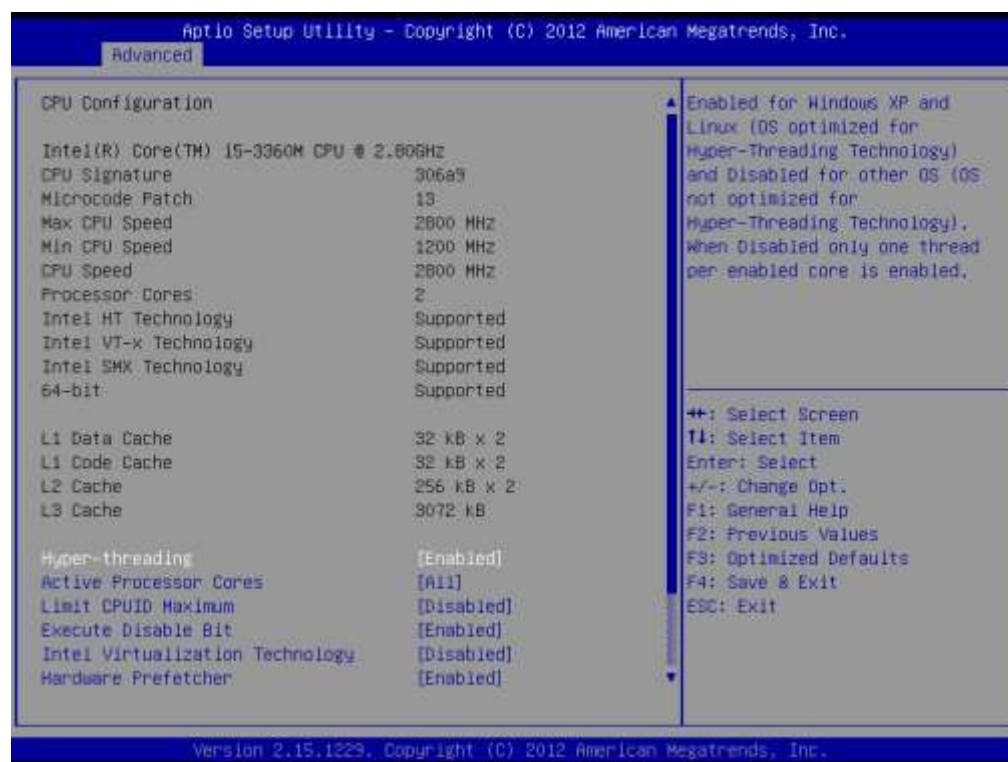 Aptio Setup Utility - Copyright (C) 2012 American Megatrends, Inc.
Advanced
CPU Configuration
Intel(R) Core(TM) i5-3360M CPU @ 2.80GHz
CPU Signature 306a9
Microcode Patch 13
Max CPU Speed 2800 MHz
Min CPU Speed 1200 MHz
CPU Speed 2800 MHz
Processor Cores 2
Intel HT Technology Supported
Intel VT-x Technology Supported
Intel SMX Technology Supported
64-bit Supported
L1 Data Cache 32 kB x 2
L1 Code Cache 32 kB x 2
L2 Cache 256 kB x 2
L3 Cache 3072 kB
Hyper-threading [Enabled]
Active Processor Cores [All]
Limit CPUID Maximum [Disabled]
Execute Disable Bit [Enabled]
Intel Virtualization Technology [Disabled]
Hardware Prefetcher [Enabled]
Enabled for Windows XP and
Linux (OS optimized for
Hyper-Threading Technology)
and Disabled for other OS (OS
not optimized for
Hyper-Threading Technology).
When Disabled only one thread
per enabled core is enabled.
→←: Select Screen
↑↓: Select Item
Enter: Select
+/-: Change Opt.
F1: General Help
F2: Previous Values
F3: Optimized Defaults
F4: Save & Exit
ESC: Exit
Version 2.15.1229. Copyright (C) 2012 American Megatrends, Inc.